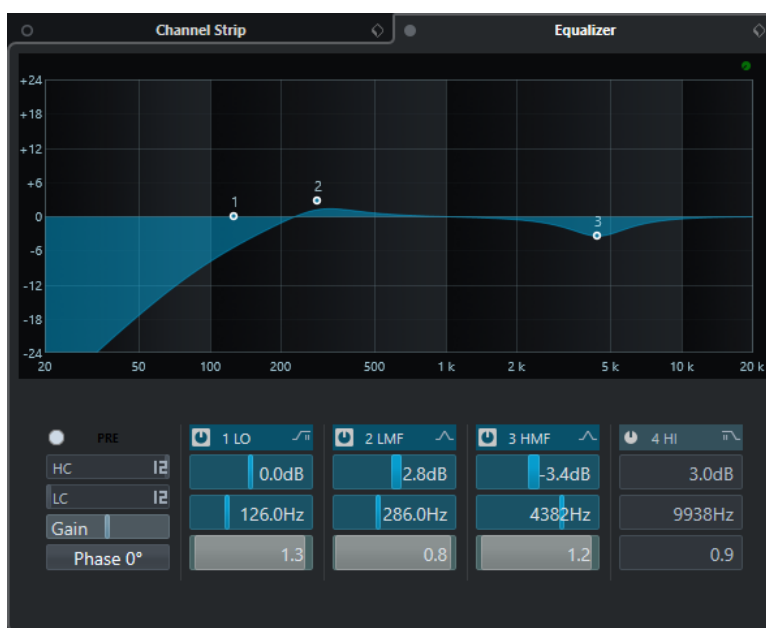 Channel Strip
Equalizer
+24
+18
+12
+6
0
-6
-12
-18
-24
1
2
3
20 50 100 200 500 1 k 2 k 5 k 10 k 20 k
PRE
HC 12
LC 12
Gain
Phase 0°
1 LO
0.0dB
126.0Hz
1.3
2 LMF
2.8dB
286.0Hz
0.8
3 HMF
-3.4dB
4382Hz
1.2
4 HI
3.0dB
9938Hz
0.9